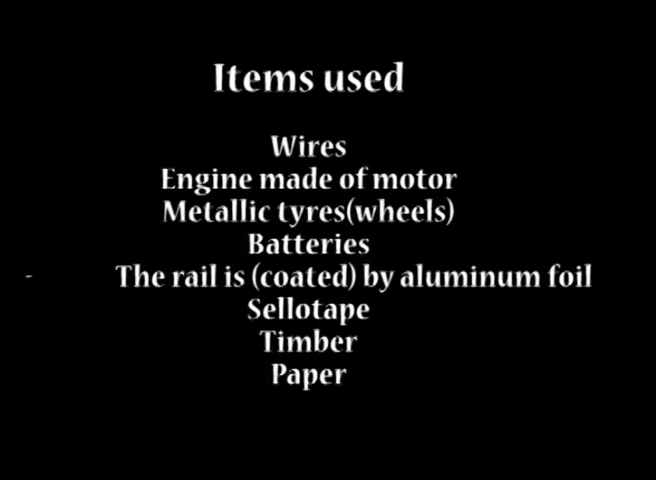 Items used
Wires
Engine made of motor
Metallic tyres(wheels)
Batteries
The rail is (coated) by aluminum foil
Sellotape
Timber
Paper